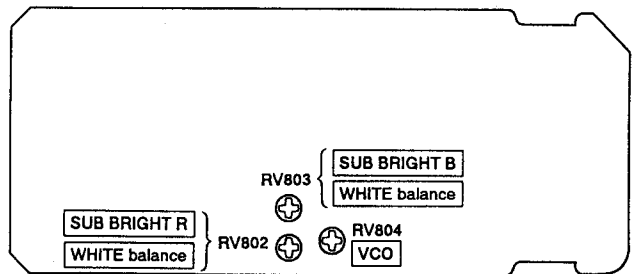 SUB BRIGHT B
RV803
WHITE balance
SUB BRIGHT R
RV802
WHITE balance
RV804
VCO